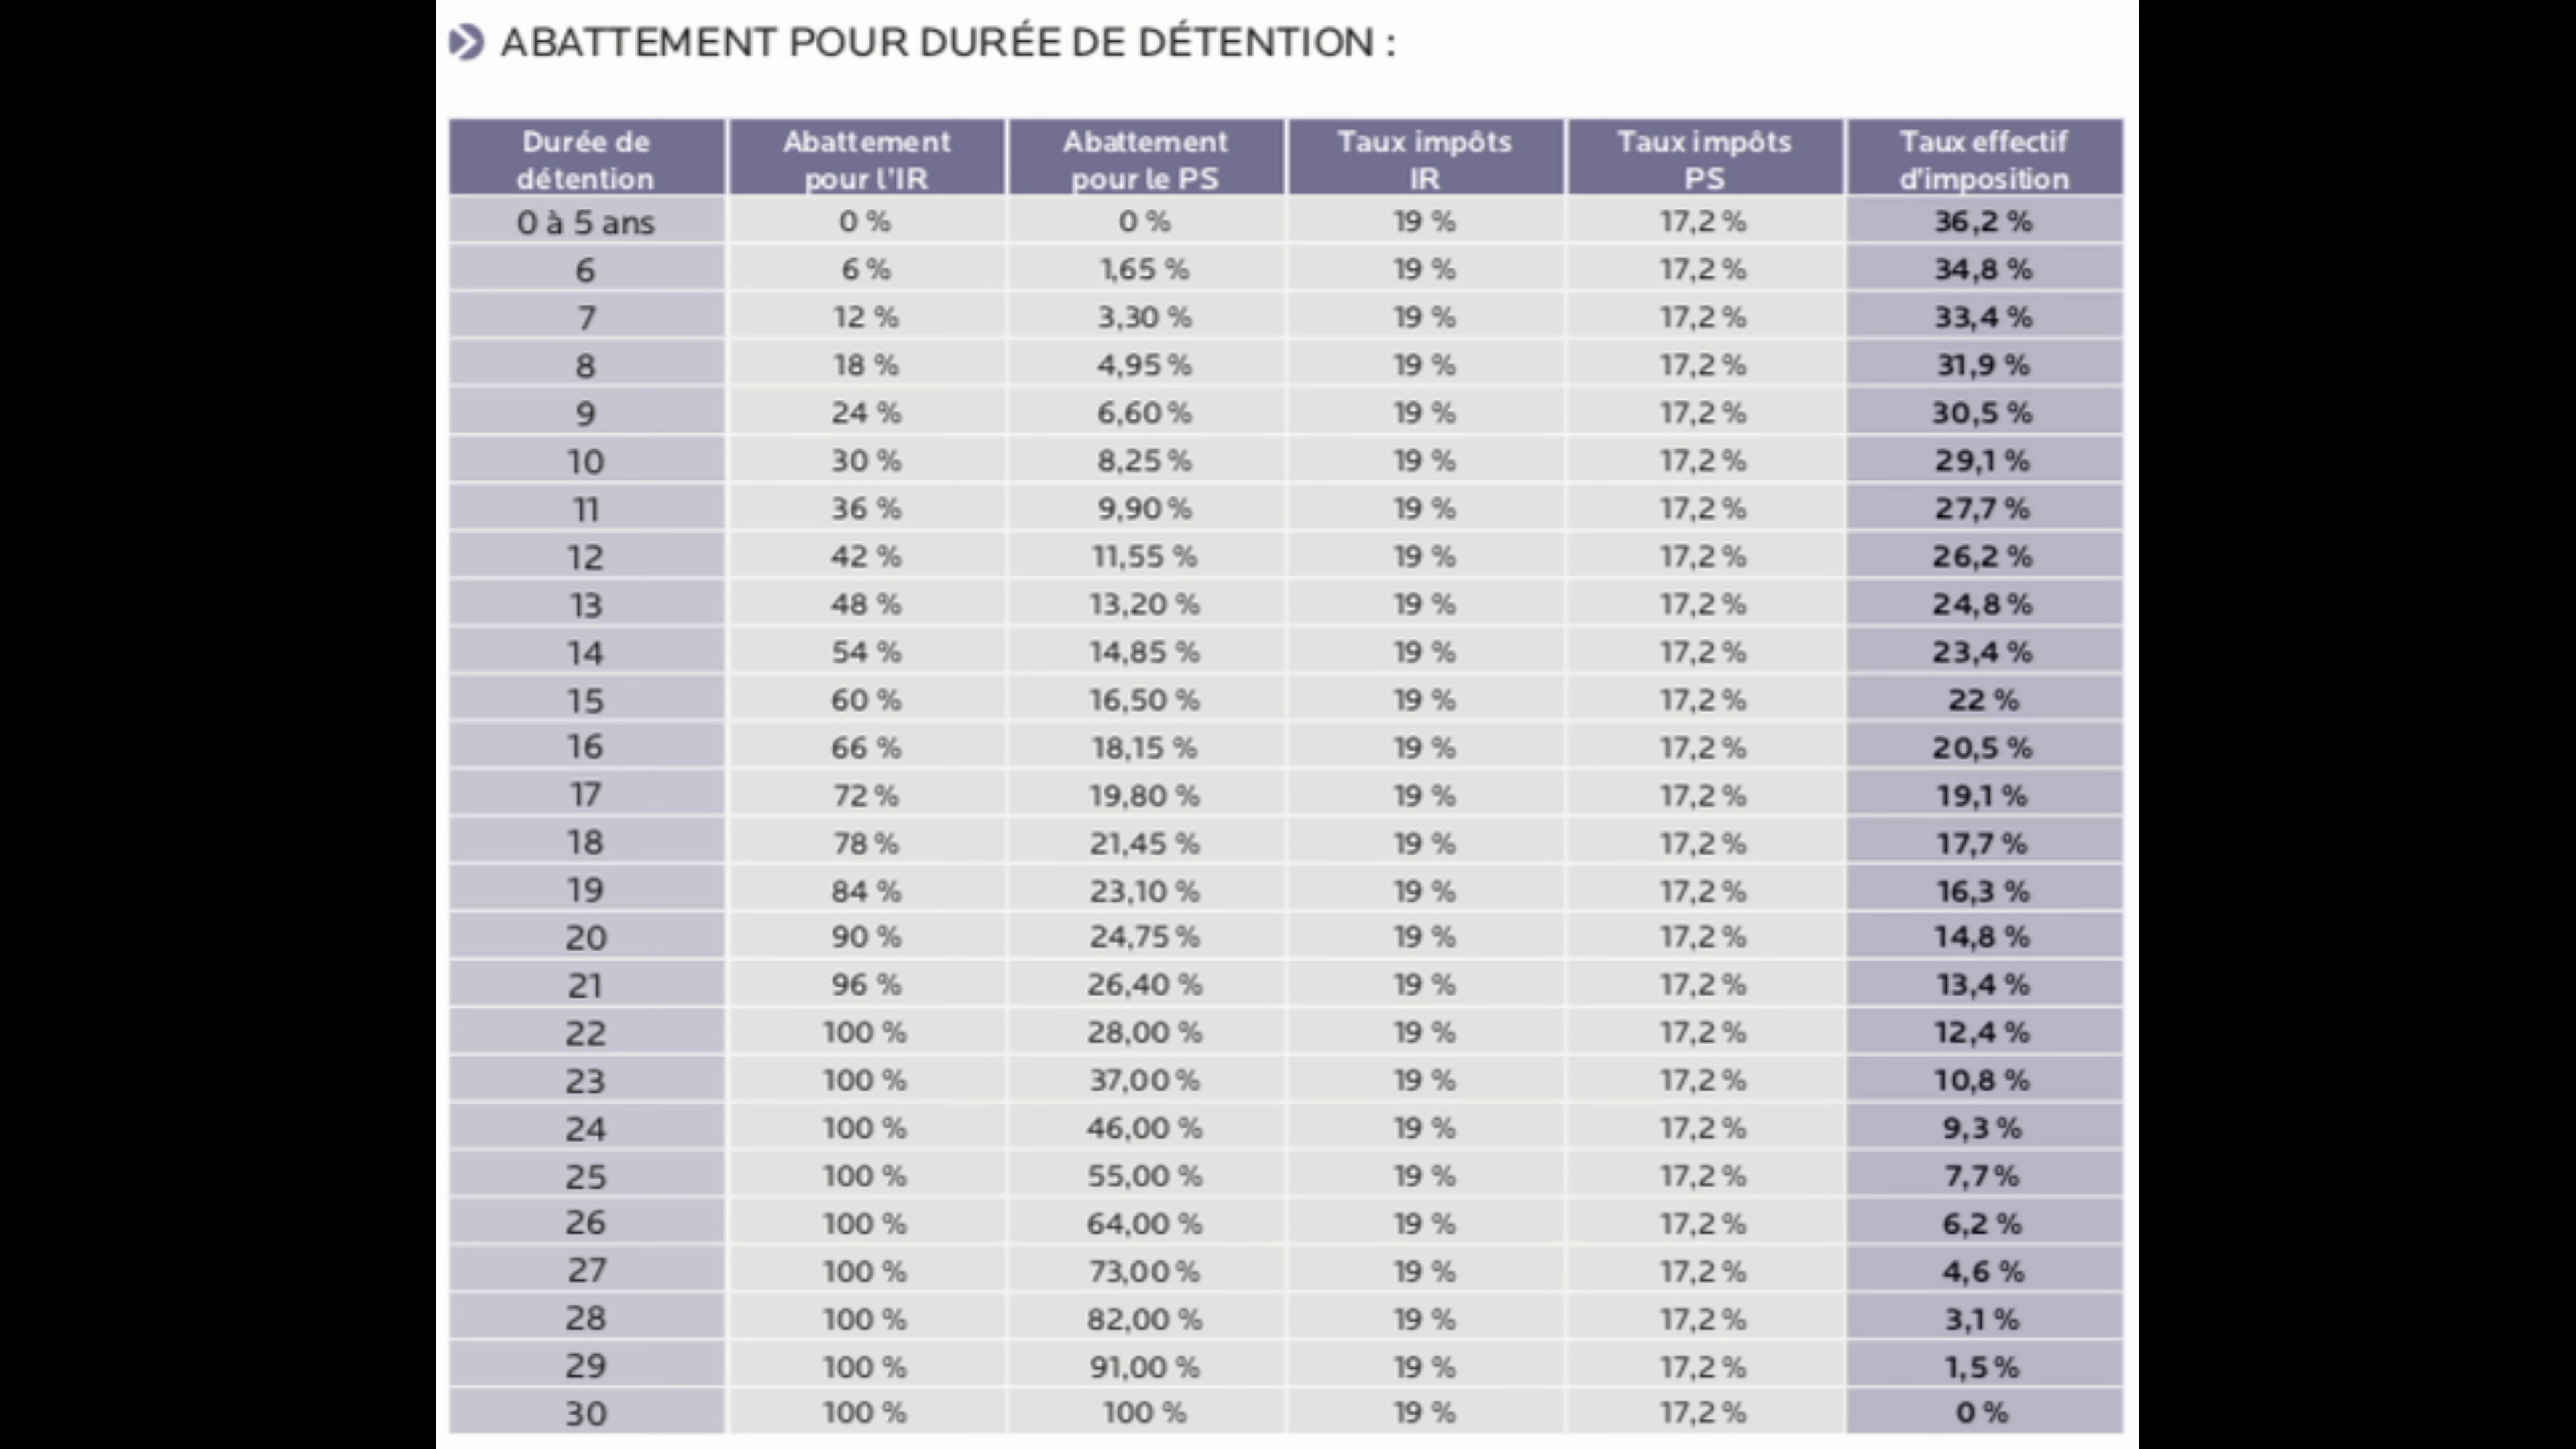 ABATTEMENT POUR DURÉE DE DÉTENTION :
Durée de détention Abattement pour l'IR Abattement pour le PS Taux impôts IR Taux impôts PS Taux effectif d'imposition
0 à 5 ans 0 % 0 % 19 % 17,2 % 36,2 %
6 6 % 1,65 % 19 % 17,2 % 34,8 %
7 12 % 3,30 % 19 % 17,2 % 33,4 %
8 18 % 4,95 % 19 % 17,2 % 31,9 %
9 24 % 6,60 % 19 % 17,2 % 30,5 %
10 30 % 8,25 % 19 % 17,2 % 29,1 %
11 36 % 9,90 % 19 % 17,2 % 27,7 %
12 42 % 11,55 % 19 % 17,2 % 26,2 %
13 48 % 13,20 % 19 % 17,2 % 24,8 %
14 54 % 14,85 % 19 % 17,2 % 23,4 %
15 60 % 16,50 % 19 % 17,2 % 22 %
16 66 % 18,15 % 19 % 17,2 % 20,5 %
17 72 % 19,80 % 19 % 17,2 % 19,1 %
18 78 % 21,45 % 19 % 17,2 % 17,7 %
19 84 % 23,10 % 19 % 17,2 % 16,3 %
20 90 % 24,75 % 19 % 17,2 % 14,8 %
21 96 % 26,40 % 19 % 17,2 % 13,4 %
22 100 % 28,00 % 19 % 17,2 % 12,4 %
23 100 % 37,00 % 19 % 17,2 % 10,8 %
24 100 % 46,00 % 19 % 17,2 % 9,3 %
25 100 % 55,00 % 19 % 17,2 % 7,7 %
26 100 % 64,00 % 19 % 17,2 % 6,2 %
27 100 % 73,00 % 19 % 17,2 % 4,6 %
28 100 % 82,00 % 19 % 17,2 % 3,1 %
29 100 % 91,00 % 19 % 17,2 % 1,5 %
30 100 % 100 % 19 % 17,2 % 0 %